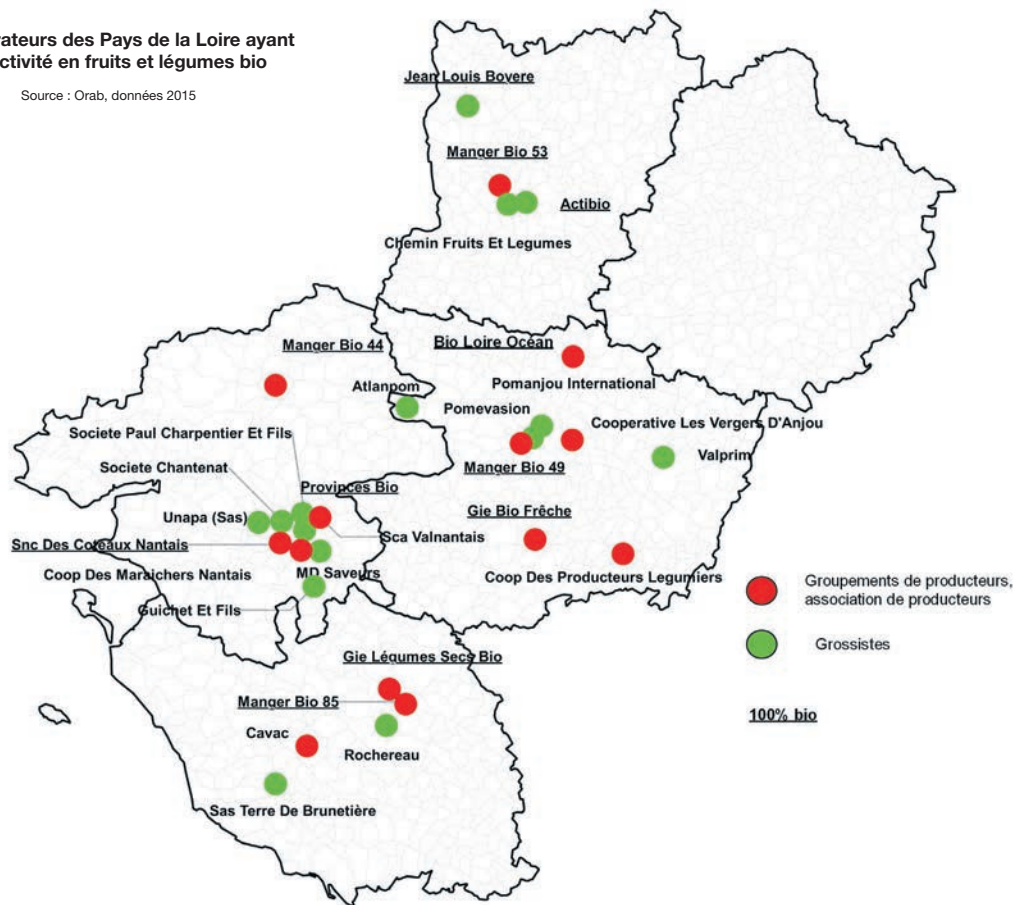 rateurs des Pays de la Loire ayant
ctivité en fruits et légumes bio
Source : Orab, données 2015
Jean Louis Bovere
Manger Bio 53
Actibio
Chemin Fruits Et Legumes
Manger Bio 44
Bio Loire Océan
Atlanpom
Pomanjou International
Pomevasion
Cooperative Les Vergers D'Anjou
Societe Paul Charpentier Et Fils
Valprim
Manger Bio 49
Societe Chantenat
Provinces Bio
Gie Bio Frêche
Unapa (Sas)
Sca Valnantais
Snc Des Coteaux Nantais
Coop Des Maraichers Nantais
MD Saveurs
Coop Des Producteurs Legumiers
Guichet Et Fils
Groupements de producteurs,
association de producteurs
Grossistes
100% bio
Gie Légumes Secs Bio
Manger Bio 85
Cavac
Rochereau
Sas Terre De Brunetière